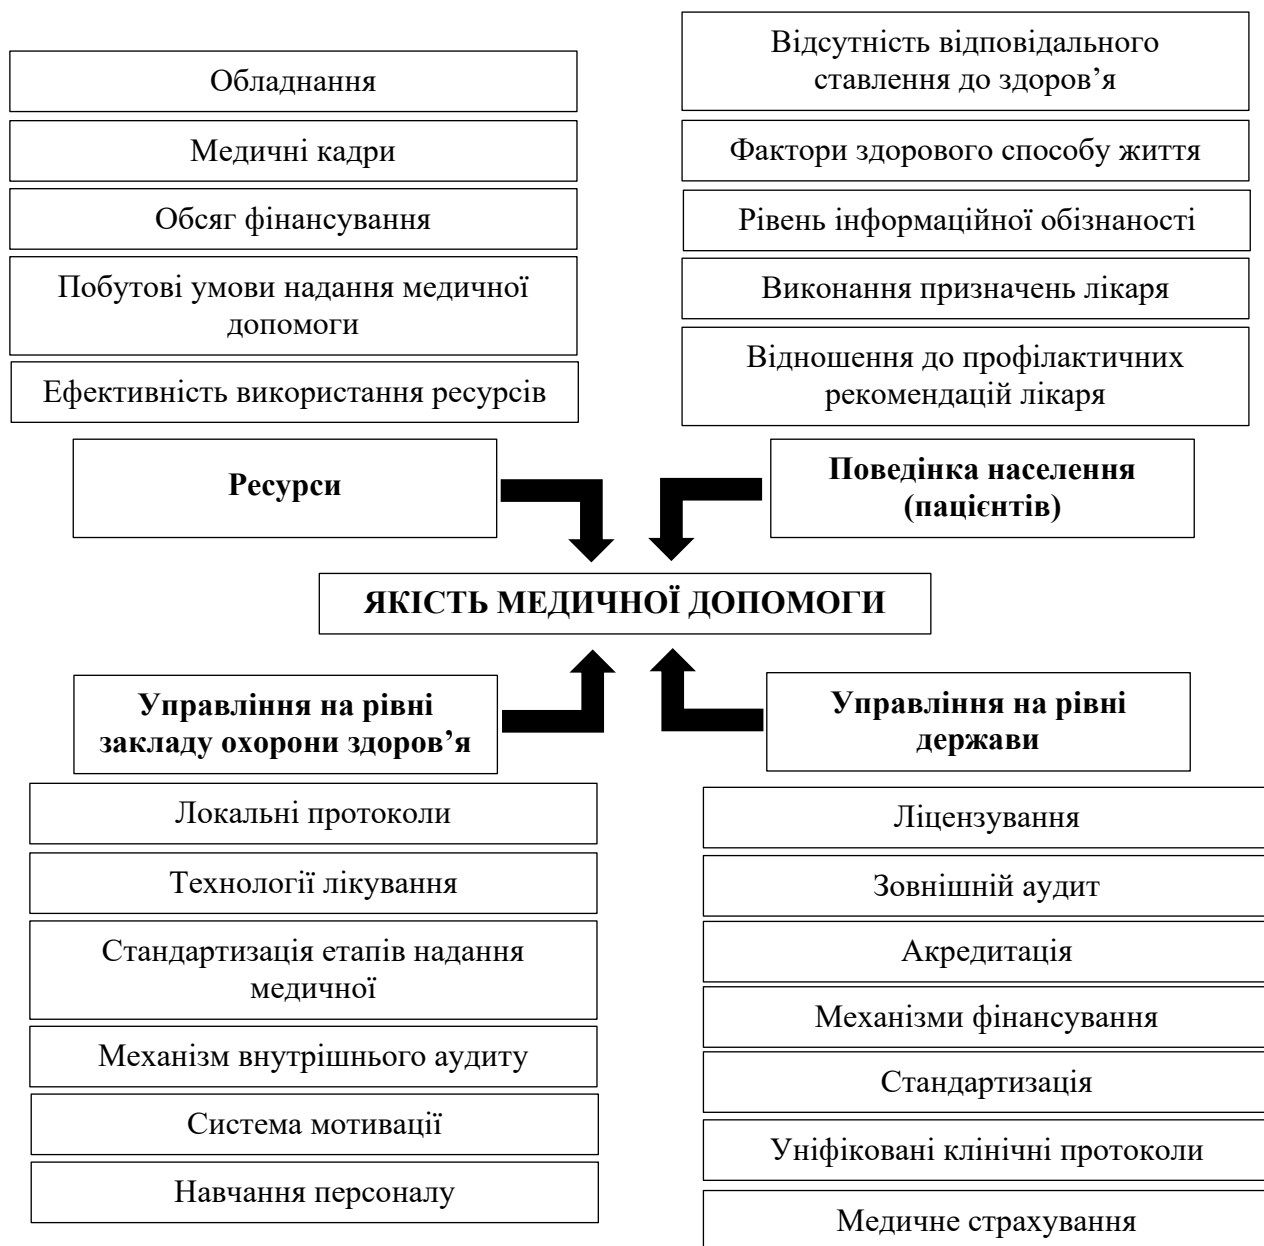 Обладнання
Медичні кадри
Обсяг фінансування
Побутові умови надання медичної
допомоги
Ефективність використання ресурсів
Ресурси
Відсутність відповідального
ставлення до здоров’я
Фактори здорового способу життя
Рівень інформаційної обізнаності
Виконання призначень лікаря
Відношення до профілактичних
рекомендацій лікаря
Поведінка населення
(пацієнтів)
ЯКІСТЬ МЕДИЧНОЇ ДОПОМОГИ
Управління на рівні
закладу охорони здоров’я
Локальні протоколи
Технології лікування
Стандартизація етапів надання
медичної
Механізм внутрішнього аудиту
Система мотивації
Навчання персоналу
Управління на рівні
держави
Ліцензування
Зовнішній аудит
Акредитація
Механізми фінансування
Стандартизація
Уніфіковані клінічні протоколи
Медичне страхування